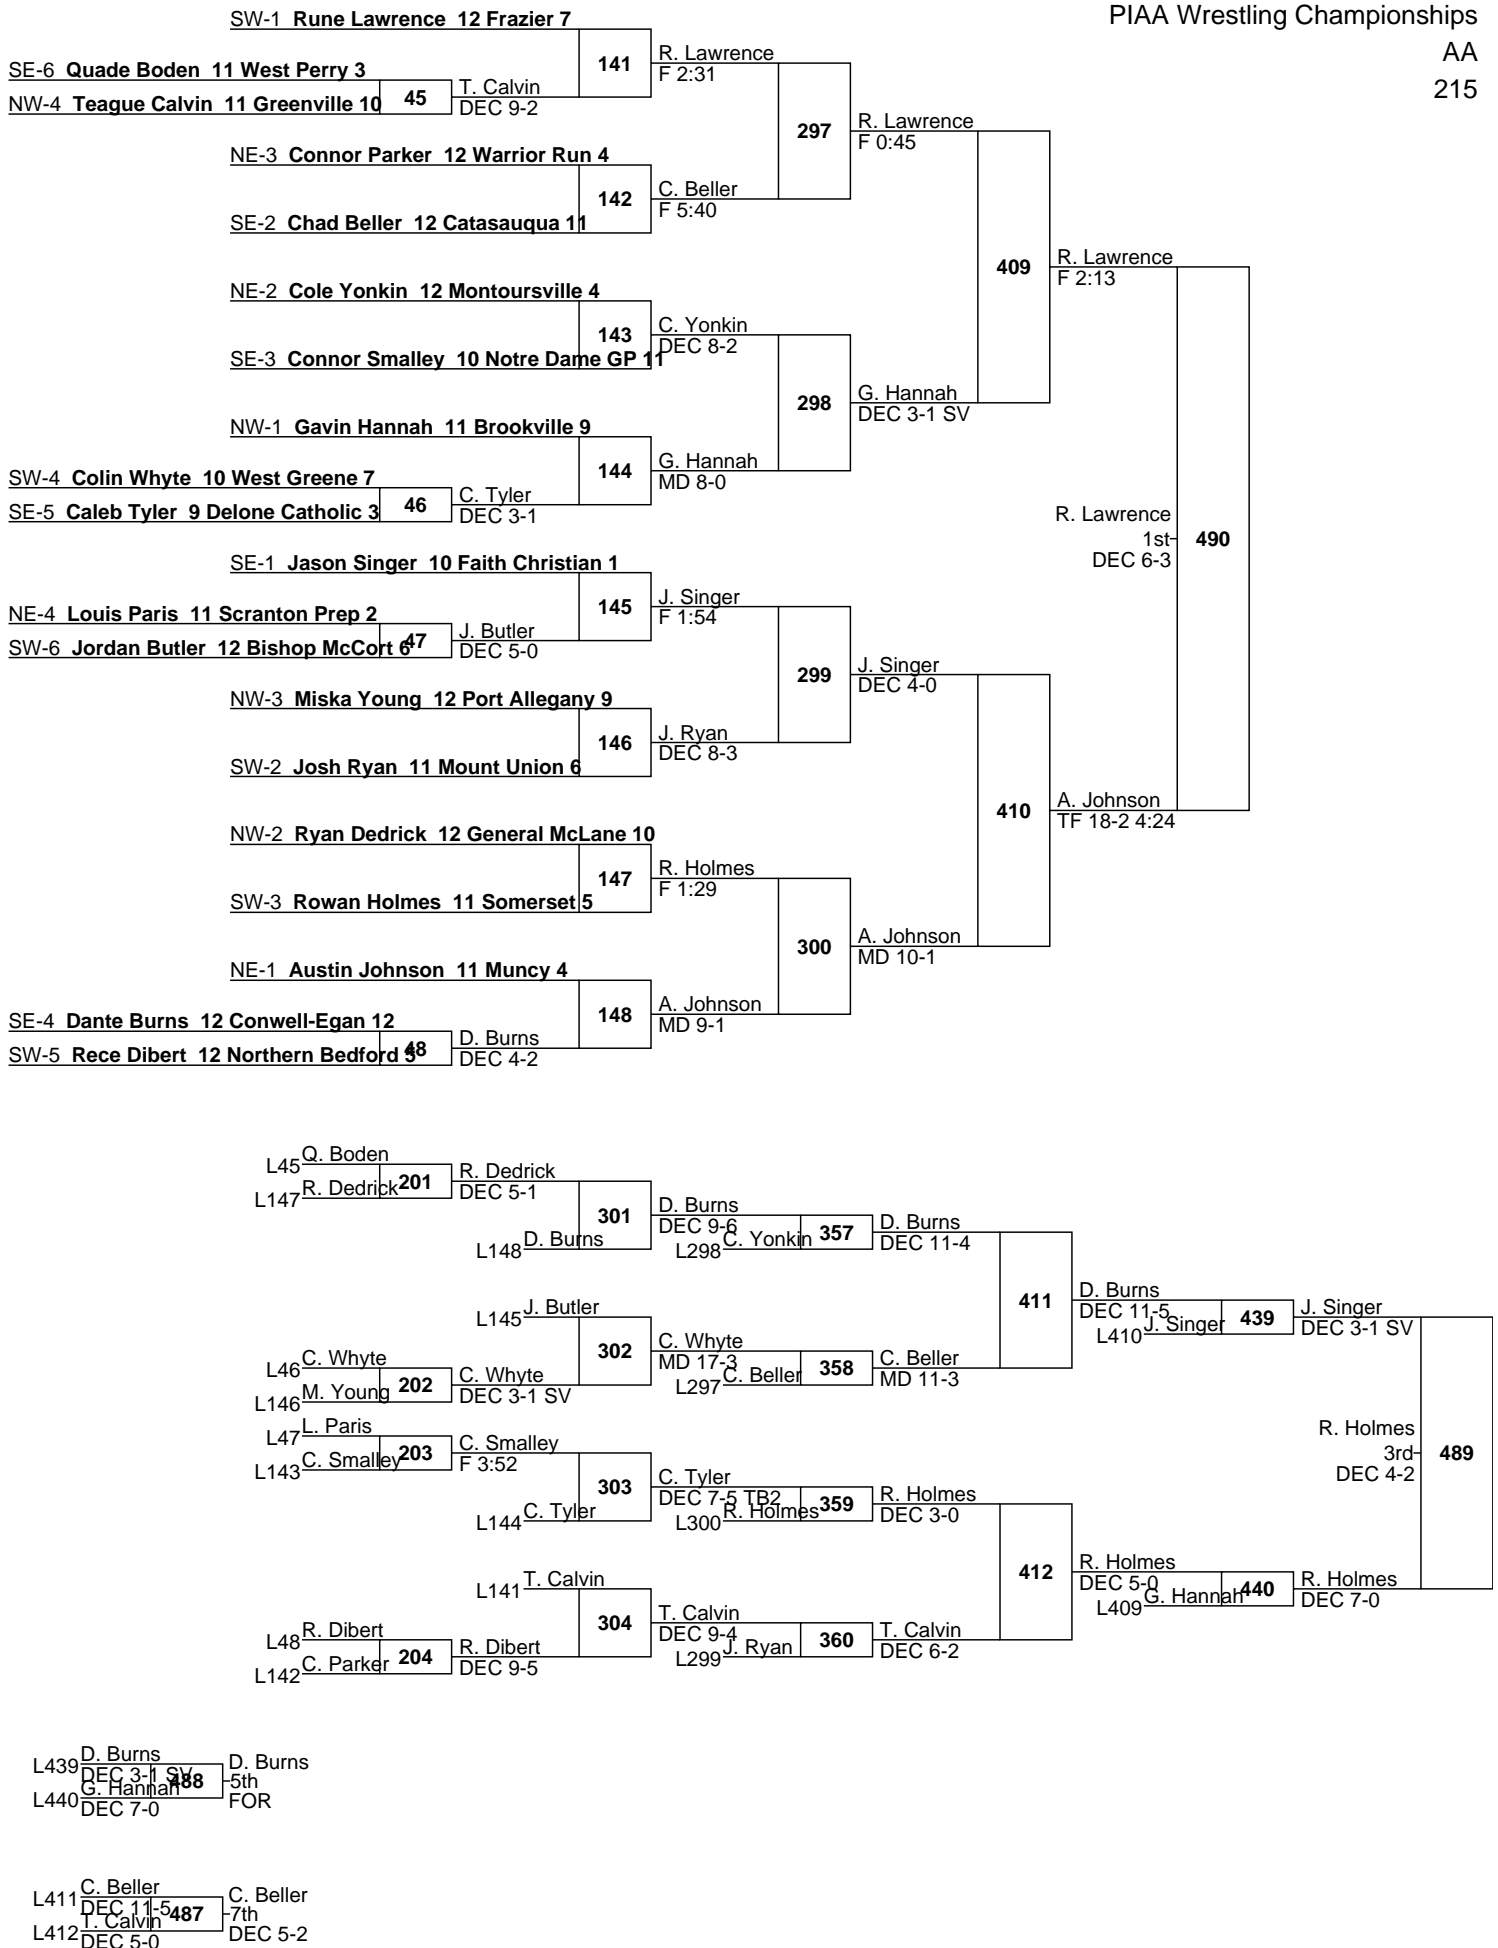 PIAA Wrestling Championships
AA
215
SW-1 Rune Lawrence 12 Frazier 7
141
R. Lawrence
F 2:31
SE-6 Quade Boden 11 West Perry 3
NW-4 Teague Calvin 11 Greenville 10
45
T. Calvin
DEC 9-2
297
R. Lawrence
F 0:45
NE-3 Connor Parker 12 Warrior Run 4
142
C. Beller
F 5:40
SE-2 Chad Beller 12 Catasauqua 11
409
R. Lawrence
F 2:13
NE-2 Cole Yonkin 12 Montoursville 4
143
C. Yonkin
DEC 8-2
SE-3 Connor Smalley 10 Notre Dame GP 11
298
G. Hannah
DEC 3-1 SV
NW-1 Gavin Hannah 11 Brookville 9
144
G. Hannah
MD 8-0
SW-4 Colin Whyte 10 West Greene 7
SE-5 Caleb Tyler 9 Delone Catholic 3
46
C. Tyler
DEC 3-1
R. Lawrence
1st
DEC 6-3
490
SE-1 Jason Singer 10 Faith Christian 1
145
J. Singer
F 1:54
NE-4 Louis Paris 11 Scranton Prep 2
SW-6 Jordan Butler 12 Bishop McCort 6
47
J. Butler
DEC 5-0
299
J. Singer
DEC 4-0
NW-3 Miska Young 12 Port Allegany 9
146
J. Ryan
DEC 8-3
SW-2 Josh Ryan 11 Mount Union 6
410
A. Johnson
TF 18-2 4:24
NW-2 Ryan Dedrick 12 General McLane 10
147
R. Holmes
F 1:29
SW-3 Rowan Holmes 11 Somerset 5
300
A. Johnson
MD 10-1
NE-1 Austin Johnson 11 Muncy 4
148
A. Johnson
MD 9-1
SE-4 Dante Burns 12 Conwell-Egan 12
SW-5 Rece Dibert 12 Northern Bedford 5
48
D. Burns
DEC 4-2
L45 Q. Boden
L147 R. Dedrick
201
R. Dedrick
DEC 5-1
301
L148 D. Burns
D. Burns
DEC 9-6
L298 C. Yonkin
357
D. Burns
DEC 11-4
411
D. Burns
DEC 11-5
L410 J. Singer
439
J. Singer
DEC 3-1 SV
L145 J. Butler
302
C. Whyte
MD 17-3
L297 C. Beller
358
C. Beller
MD 11-3
L46 C. Whyte
L146 M. Young
202
C. Whyte
DEC 3-1 SV
L47 L. Paris
L143 C. Smalley
203
C. Smalley
F 3:52
303
L144 C. Tyler
C. Tyler
DEC 7-5 TB2
L300 R. Holmes
359
R. Holmes
DEC 3-0
R. Holmes
3rd
DEC 4-2
489
412
R. Holmes
DEC 5-0
L409 G. Hannah
440
R. Holmes
DEC 7-0
L141 T. Calvin
304
T. Calvin
DEC 9-4
L299 J. Ryan
360
T. Calvin
DEC 6-2
L48 R. Dibert
L142 C. Parker
204
R. Dibert
DEC 9-5
L439 D. Burns
DEC 3-1 SV
L440 G. Hannah
DEC 7-0
488
D. Burns
5th
FOR
L411 C. Beller
DEC 11-5
L412 T. Calvin
DEC 5-0
487
C. Beller
7th
DEC 5-2